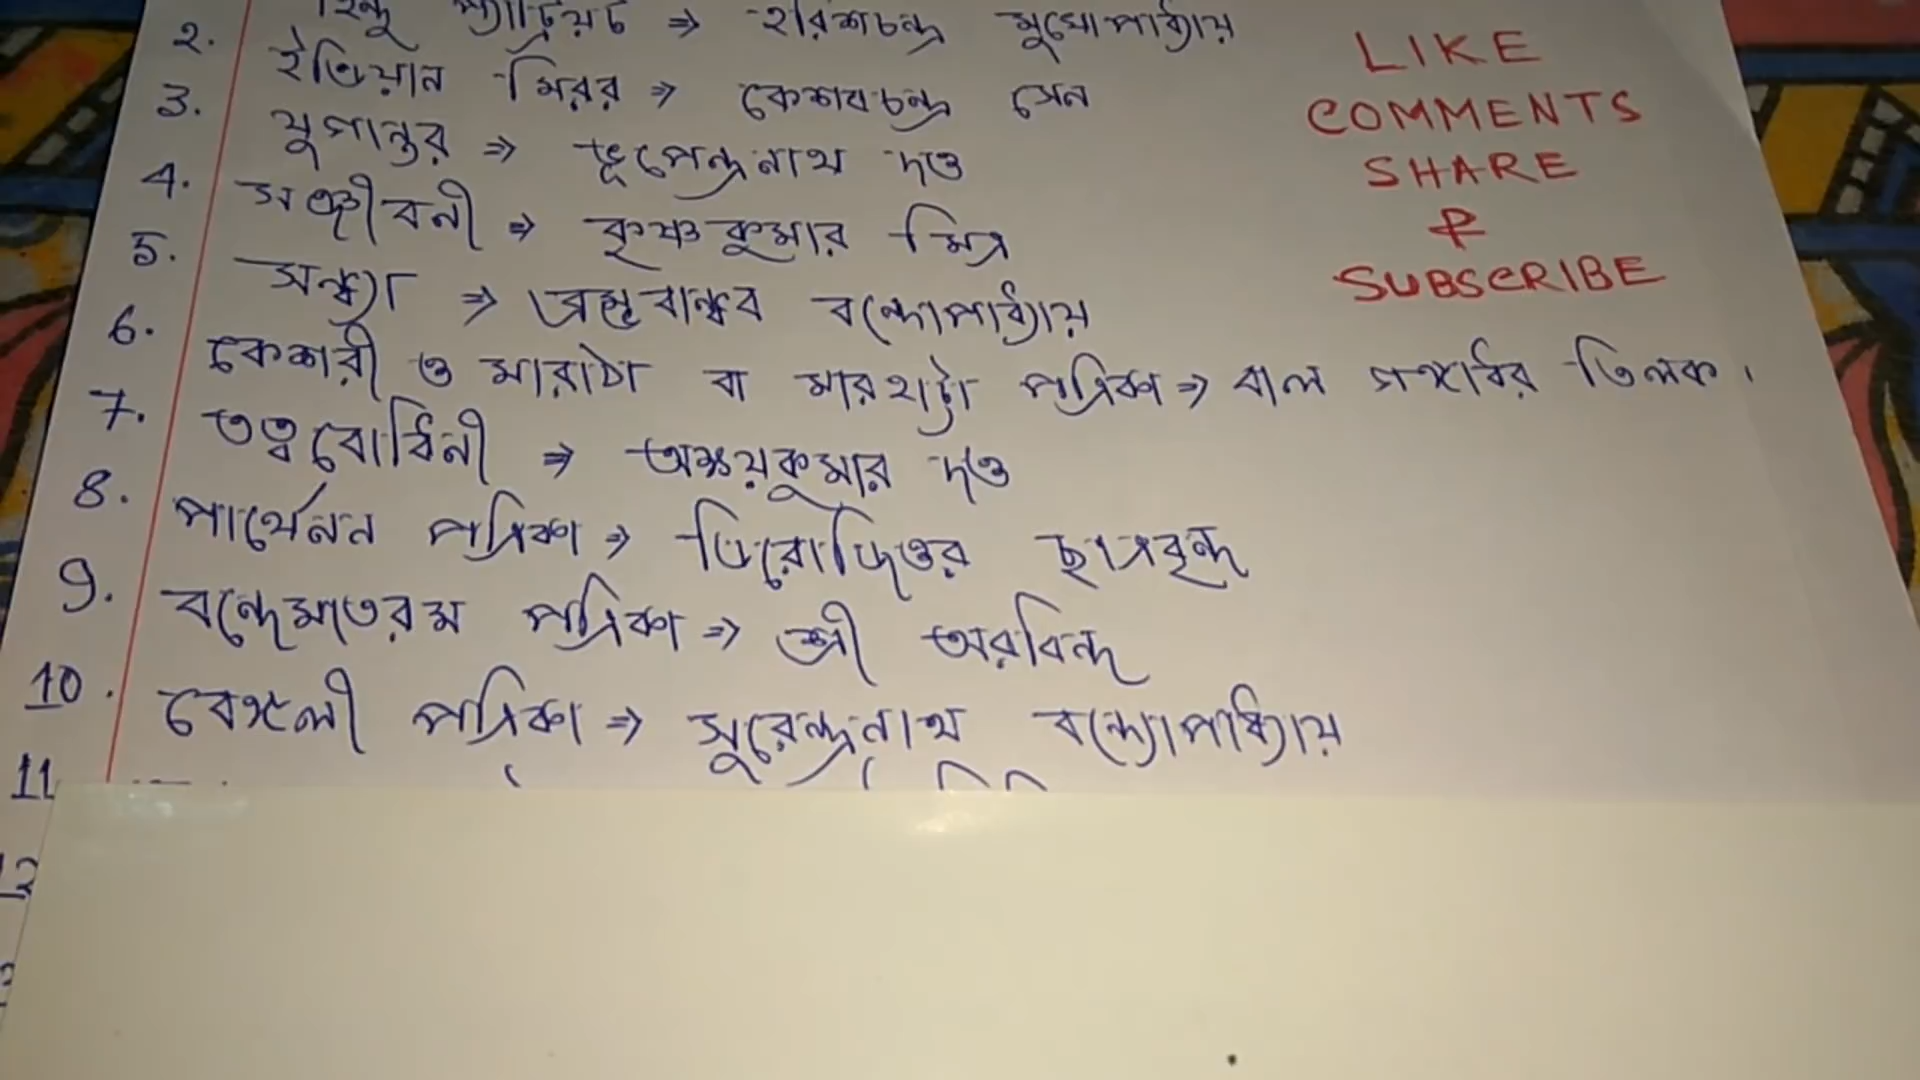 হিন্দু প্যাট্রিয়ট ⇒ হরিশচন্দ্র মুখোপাধ্যায়
2. ইন্ডিয়ান মিরর ⇒ কেশবচন্দ্র সেন
3. যুগান্তর ⇒ ভূপেন্দ্রনাথ দত্ত
4. সঞ্জীবনী ⇒ কৃষ্ণকুমার মিত্র
5. সন্ধ্যা ⇒ ব্রহ্মবান্ধব বন্দোপাধ্যায়
6. কেশরী ও মারাঠা বা মারহাট্টা পত্রিকা ⇒ বাল গঙ্গাধর তিলক।
7. তত্ত্ববোধিনী ⇒ অক্ষয়কুমার দত্ত
8. পার্থেনন পত্রিকা ⇒ ডিরোজিওর ছাত্রবৃন্দ
9. বন্দেমাতরম পত্রিকা ⇒ শ্রী অরবিন্দ
10. বেঙ্গলী পত্রিকা ⇒ সুরেন্দ্রনাথ বন্দ্যোপাধ্যায়
11
12
LIKE
COMMENTS
SHARE
&
SUBSCRIBE